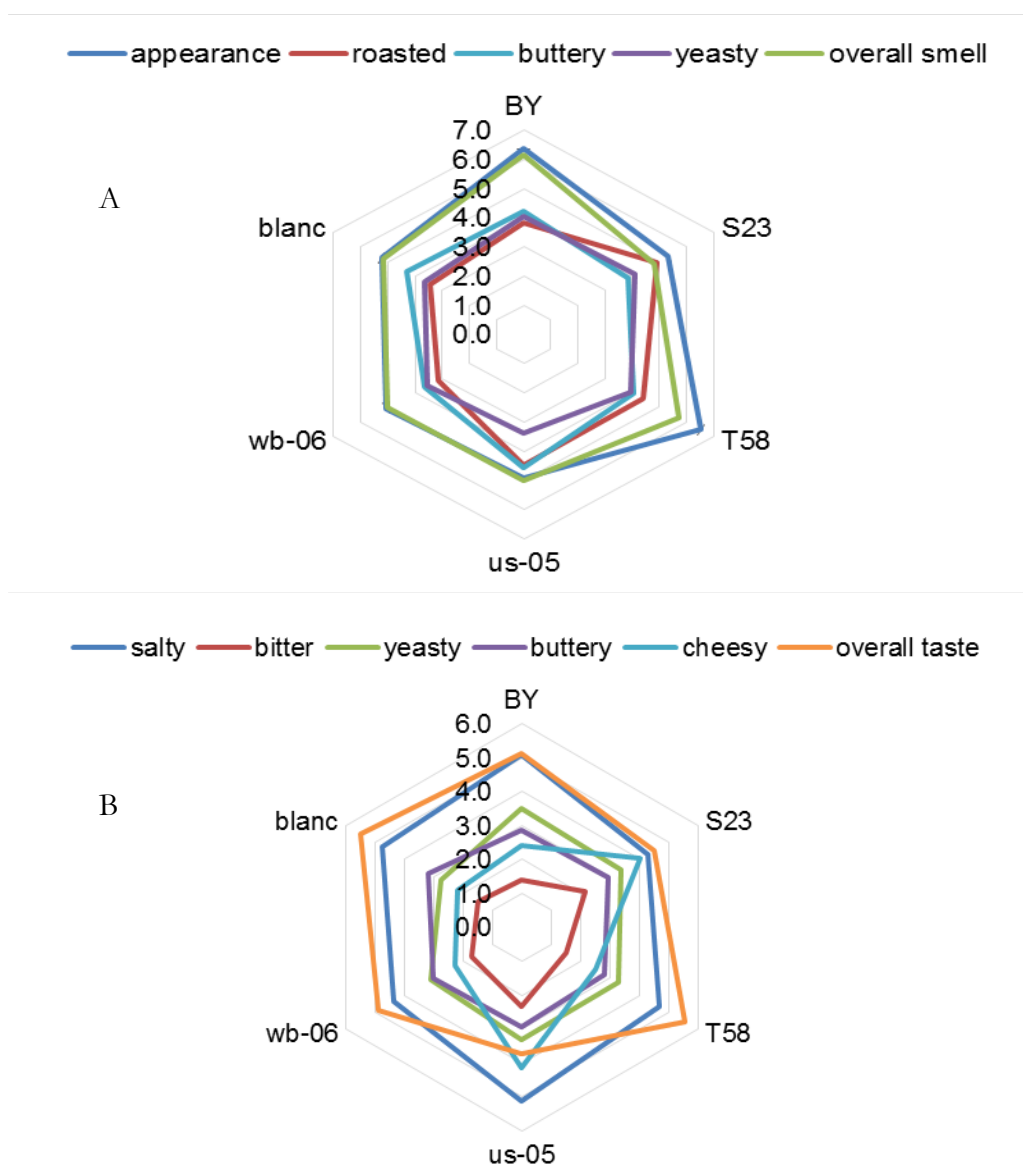 appearance roasted buttery yeasty overall smell
BY
7.0
6.0
5.0
4.0
3.0
2.0
1.0
0.0
A
blanc
S23
wb-06
T58
us-05
salty bitter yeasty buttery cheesy overall taste
BY
6.0
5.0
4.0
3.0
2.0
1.0
0.0
B
blanc
S23
wb-06
T58
us-05